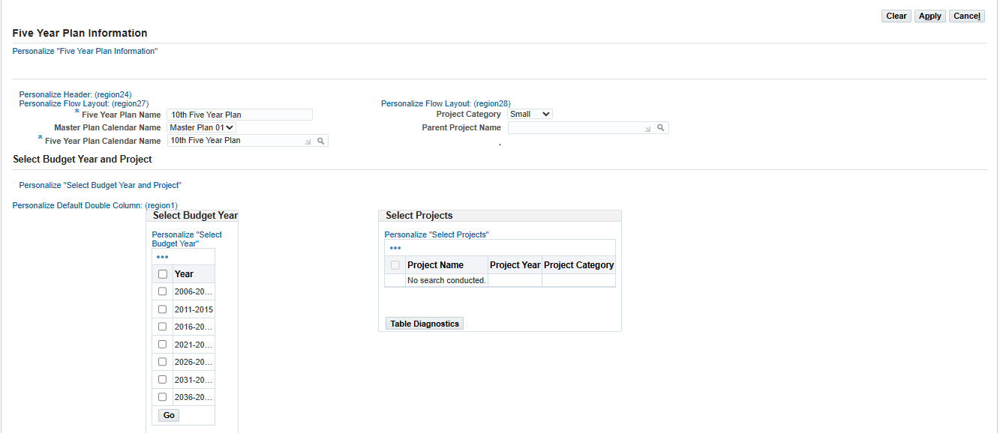 Clear Apply Cancel
Five Year Plan Information
Personalize "Five Year Plan Information"
Personalize Header: (region24)
Personalize Flow Layout: (region27)
* Five Year Plan Name 10th Five Year Plan
Master Plan Calendar Name Master Plan 01
* Five Year Plan Calendar Name 10th Five Year Plan
Personalize Flow Layout: (region28)
Project Category Small
Parent Project Name
.
Select Budget Year and Project
Personalize "Select Budget Year and Project"
Personalize Default Double Column: (region1)
Select Budget Year
Personalize "Select
Budget Year"
•••
Year
2006-20...
2011-2015
2016-20...
2021-20...
2026-20...
2031-20...
2036-20...
Go
Select Projects
Personalize "Select Projects"
•••
Project Name Project Year Project Category
No search conducted.
Table Diagnostics